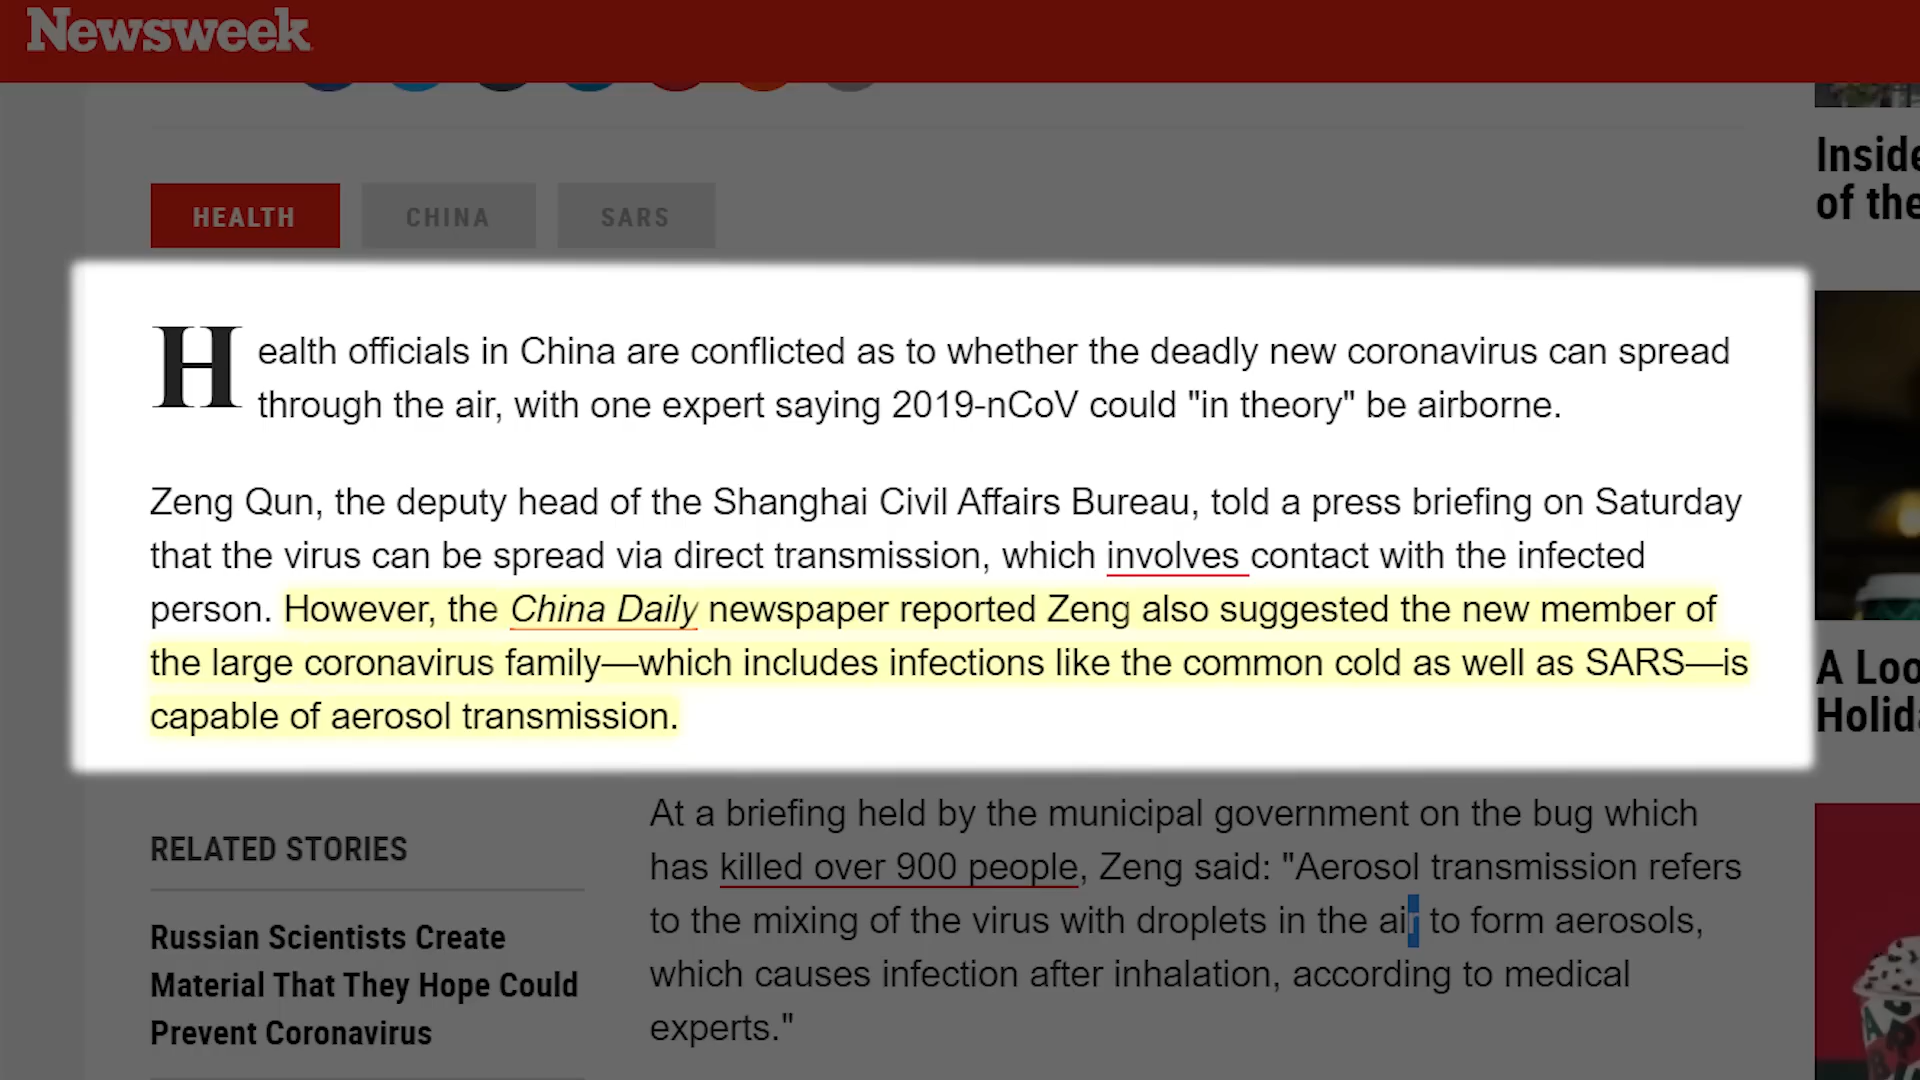 Newsweek
HEALTH
CHINA
SARS
Health officials in China are conflicted as to whether the deadly new coronavirus can spread
through the air, with one expert saying 2019-nCoV could "in theory" be airborne.
Zeng Qun, the deputy head of the Shanghai Civil Affairs Bureau, told a press briefing on Saturday
that the virus can be spread via direct transmission, which involves contact with the infected
person. However, the China Daily newspaper reported Zeng also suggested the new member of
the large coronavirus family—which includes infections like the common cold as well as SARS—is
capable of aerosol transmission.
RELATED STORIES
Russian Scientists Create
Material That They Hope Could
Prevent Coronavirus
At a briefing held by the municipal government on the bug which
has killed over 900 people, Zeng said: "Aerosol transmission refers
to the mixing of the virus with droplets in the air to form aerosols,
which causes infection after inhalation, according to medical
experts."
Inside
of the
A Loo
Holida